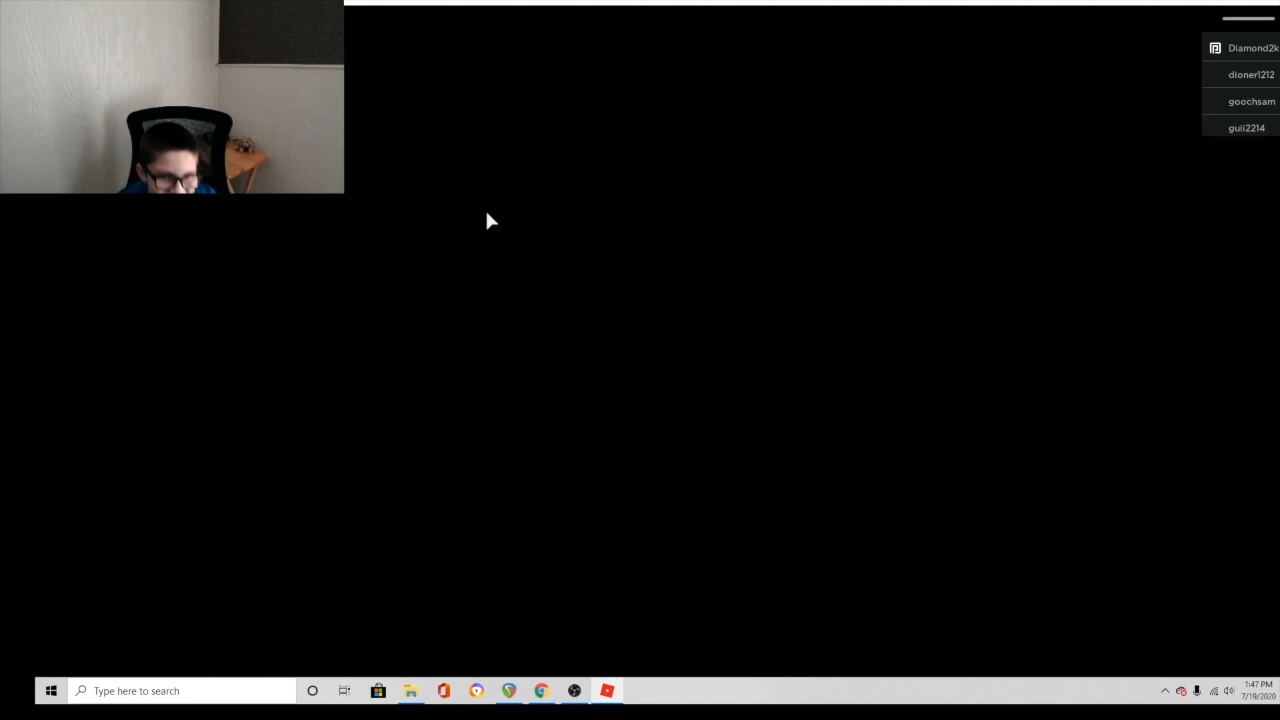 Diamond2k
dioner1212
goochsam
guii2214
Type here to search
1:47 PM
7/19/2020